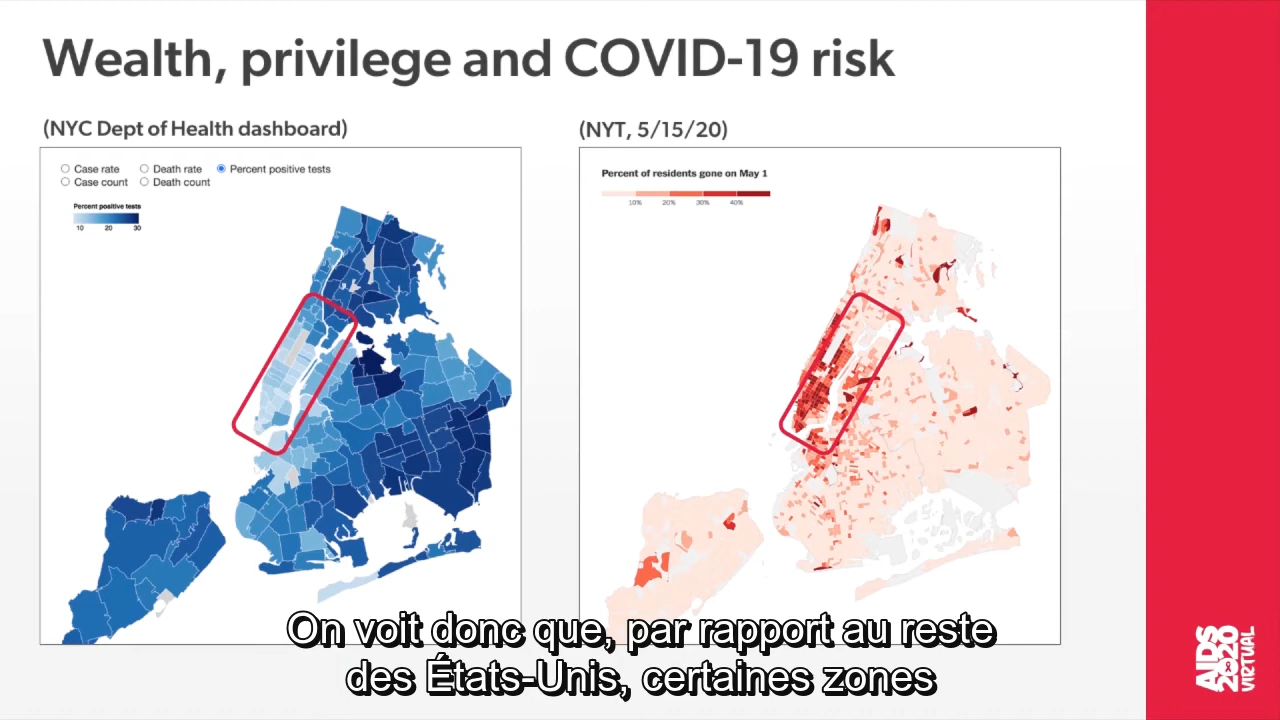 Wealth, privilege and COVID-19 risk
(NYC Dept of Health dashboard)
Case rate Death rate Percent positive tests
Case count Death count
Percent positive tests
10 20 30
(NYT, 5/15/20)
Percent of residents gone on May 1
10% 20% 30% 40%
On voit donc que, par rapport au reste
des États-Unis, certaines zones
AIDS
2020
VIRTUAL